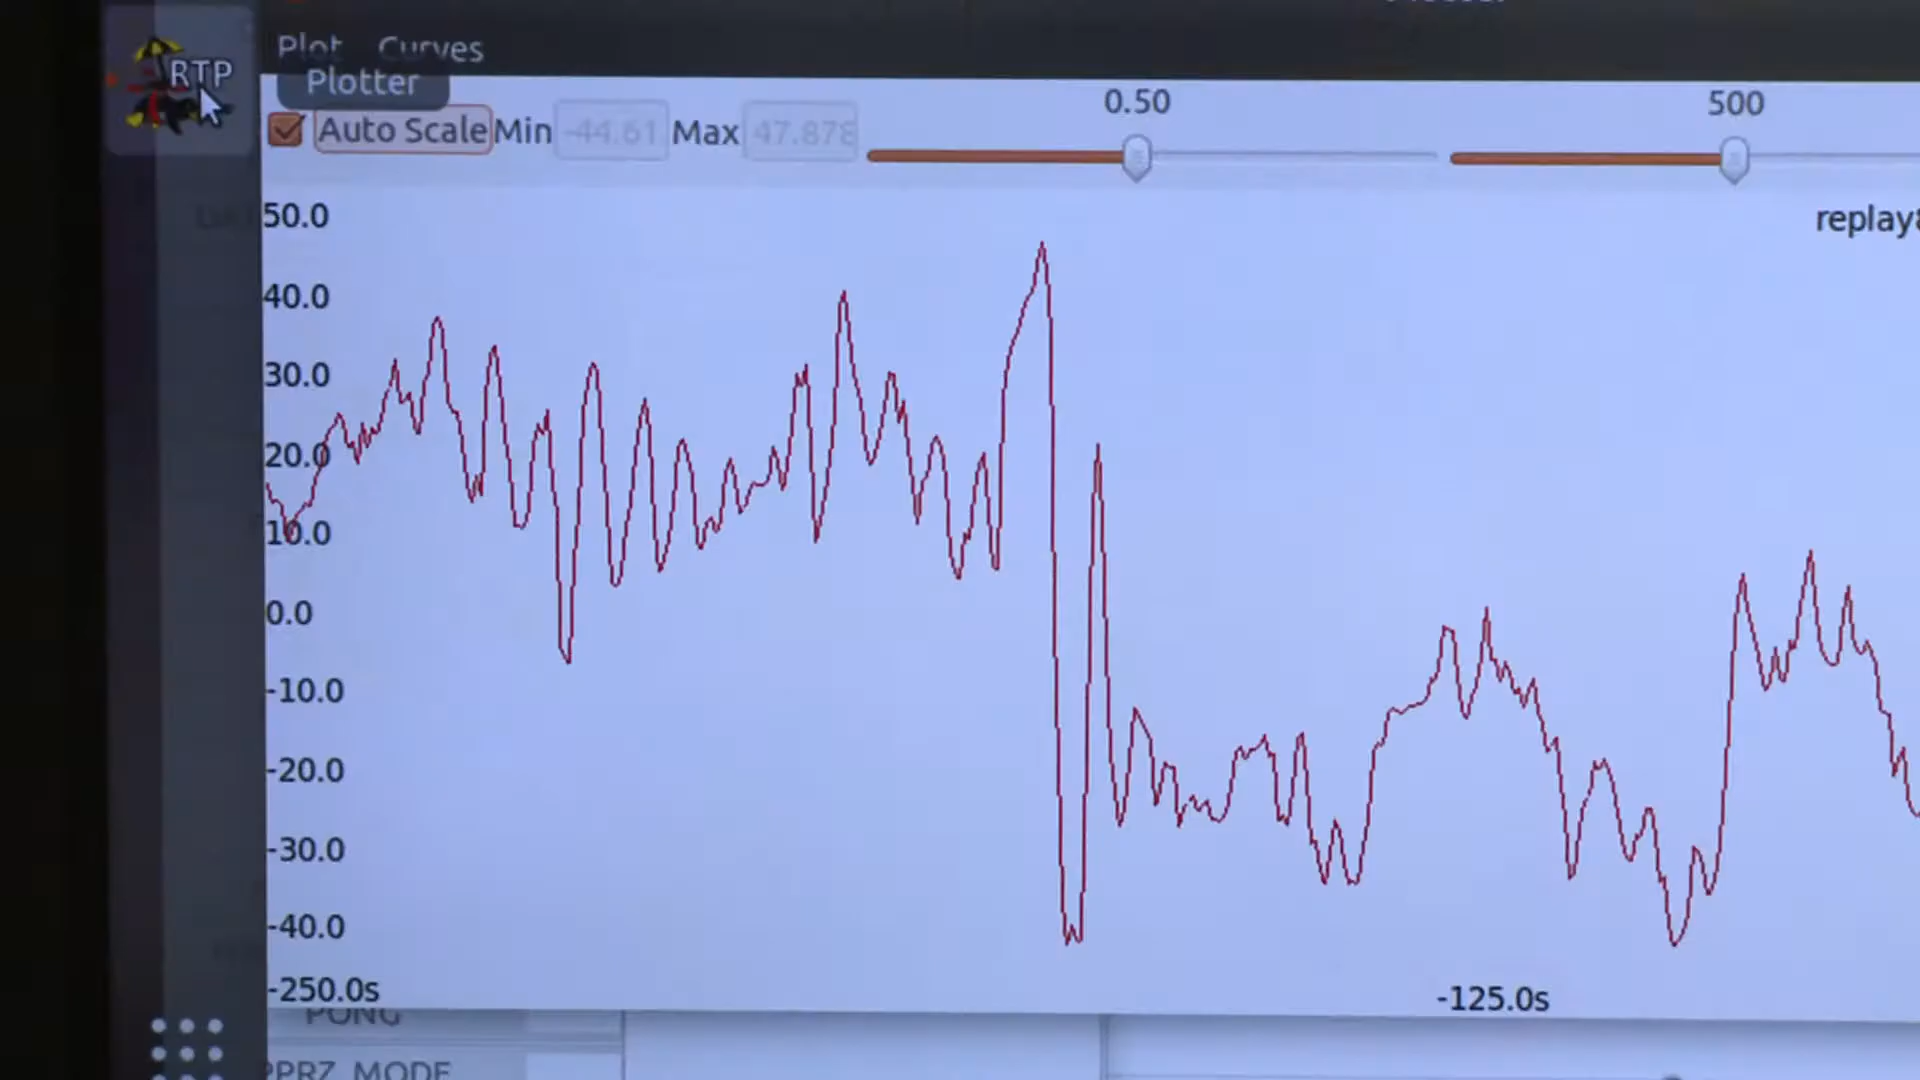 RTP
Plot Curves
Plotter
Auto Scale Min -44.61 Max 47.878
0.50
500
replay
50.0
40.0
30.0
20.0
10.0
0.0
-10.0
-20.0
-30.0
-40.0
-250.0s
-125.0s
PONG
PPRZ_MODE